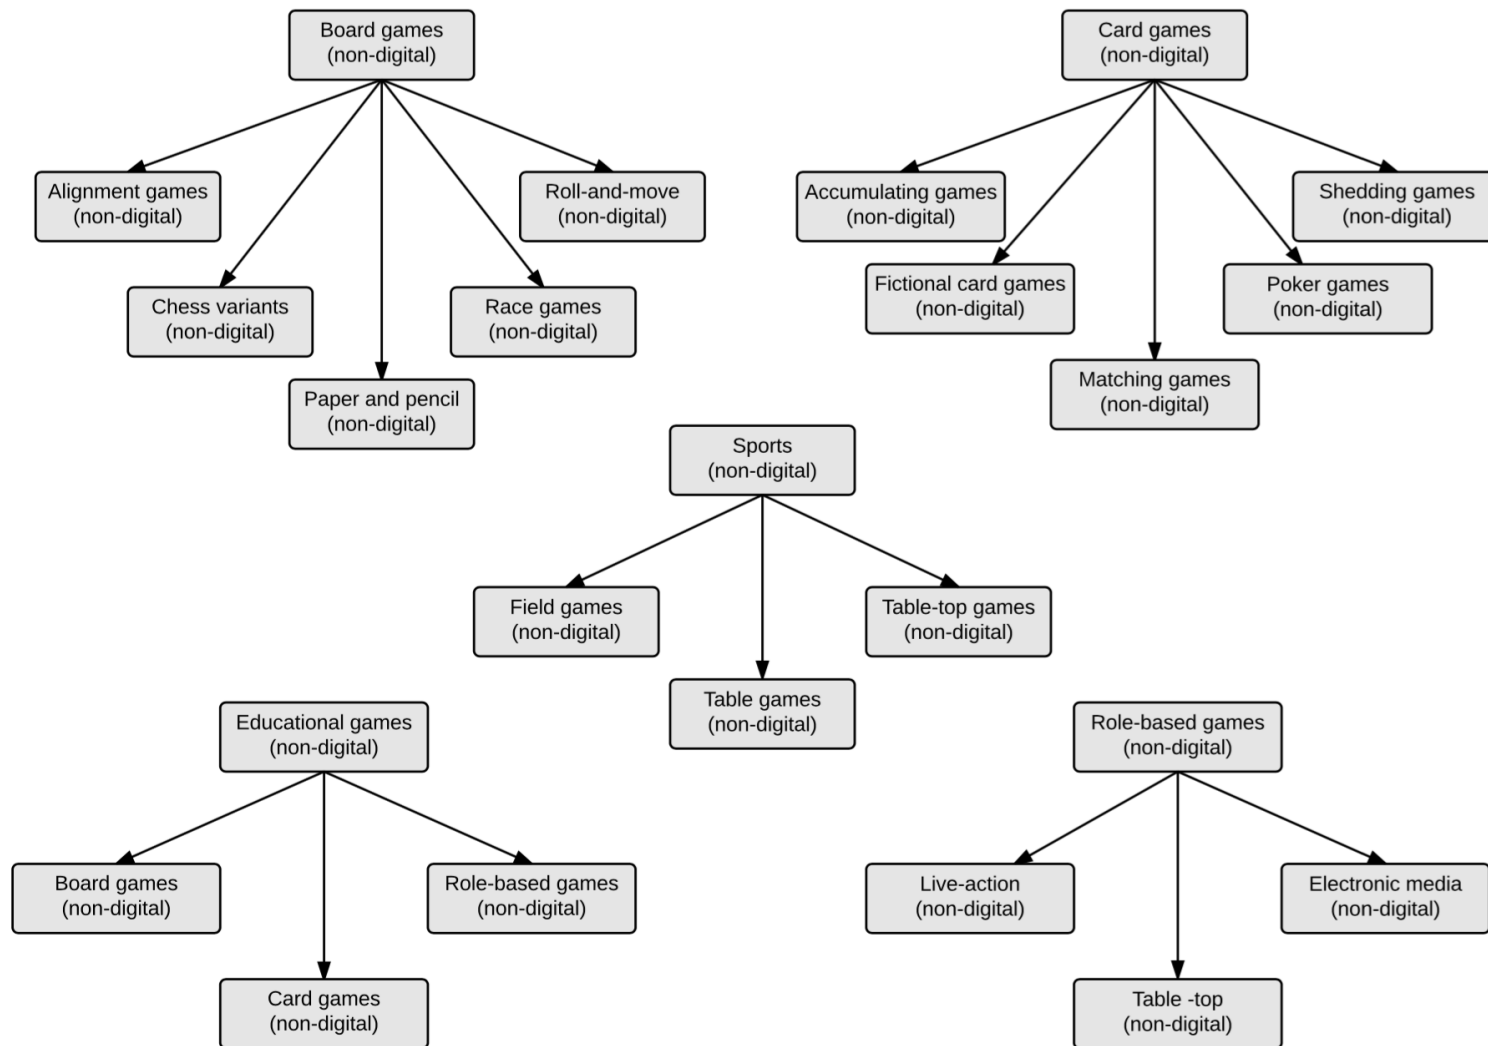 Board games
(non-digital)
Card games
(non-digital)
Alignment games
(non-digital)
Roll-and-move
(non-digital)
Accumulating games
(non-digital)
Shedding games
(non-digital)
Chess variants
(non-digital)
Race games
(non-digital)
Fictional card games
(non-digital)
Poker games
(non-digital)
Paper and pencil
(non-digital)
Matching games
(non-digital)
Sports
(non-digital)
Field games
(non-digital)
Table-top games
(non-digital)
Table games
(non-digital)
Educational games
(non-digital)
Role-based games
(non-digital)
Board games
(non-digital)
Role-based games
(non-digital)
Live-action
(non-digital)
Electronic media
(non-digital)
Card games
(non-digital)
Table -top
(non-digital)